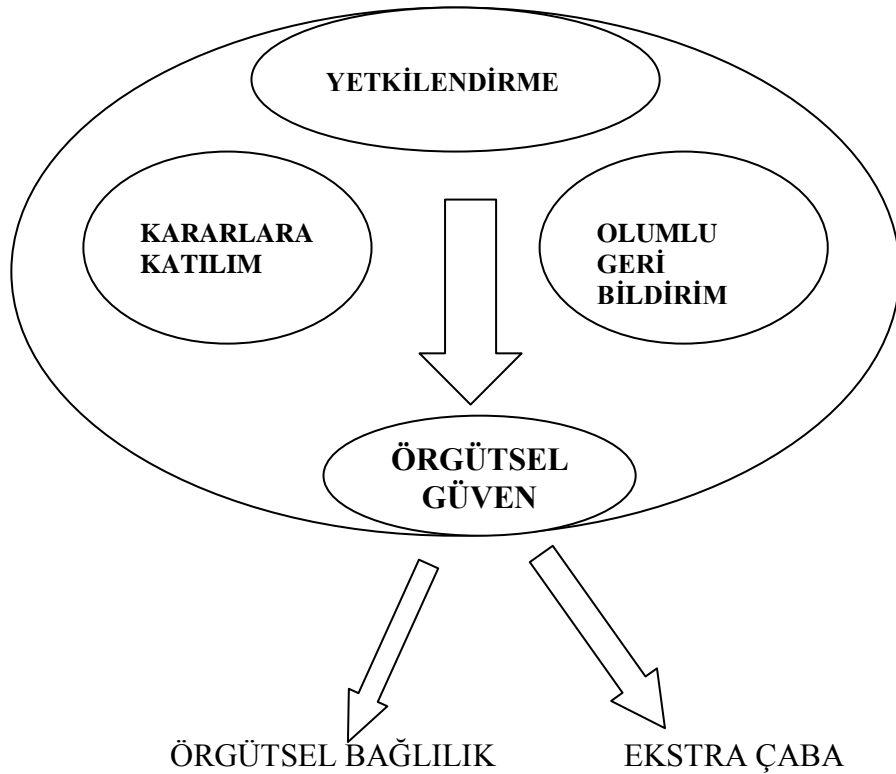 YETKİLENDİRME
KARARLARA
KATILIM
OLUMLU
GERİ
BİLDİRİM
ÖRGÜTSEL
GÜVEN
ÖRGÜTSEL BAĞLILIK
EKSTRA ÇABA